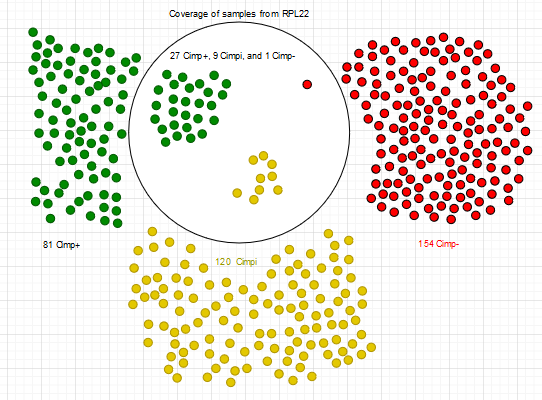 Coverage of samples from RPL22
27 Cimp+, 9 Cimpi, and 1 Cimp-
81 Cimp+
154 Cimp-
120 Cimpi